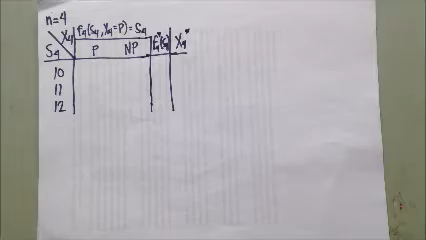 n=4
X₄ f₄(S₄, X₄=P) = S₄
S₄ P NP f₄*(S₄) X₄*
10
11
12